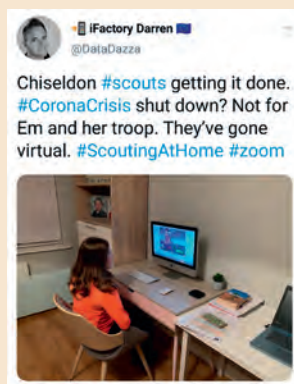 iFactory Darren
@DataDazza
Chiseldon #scouts getting it done.
#CoronaCrisis shut down? Not for
Em and her troop. They've gone
virtual. #ScoutingAtHome #zoom